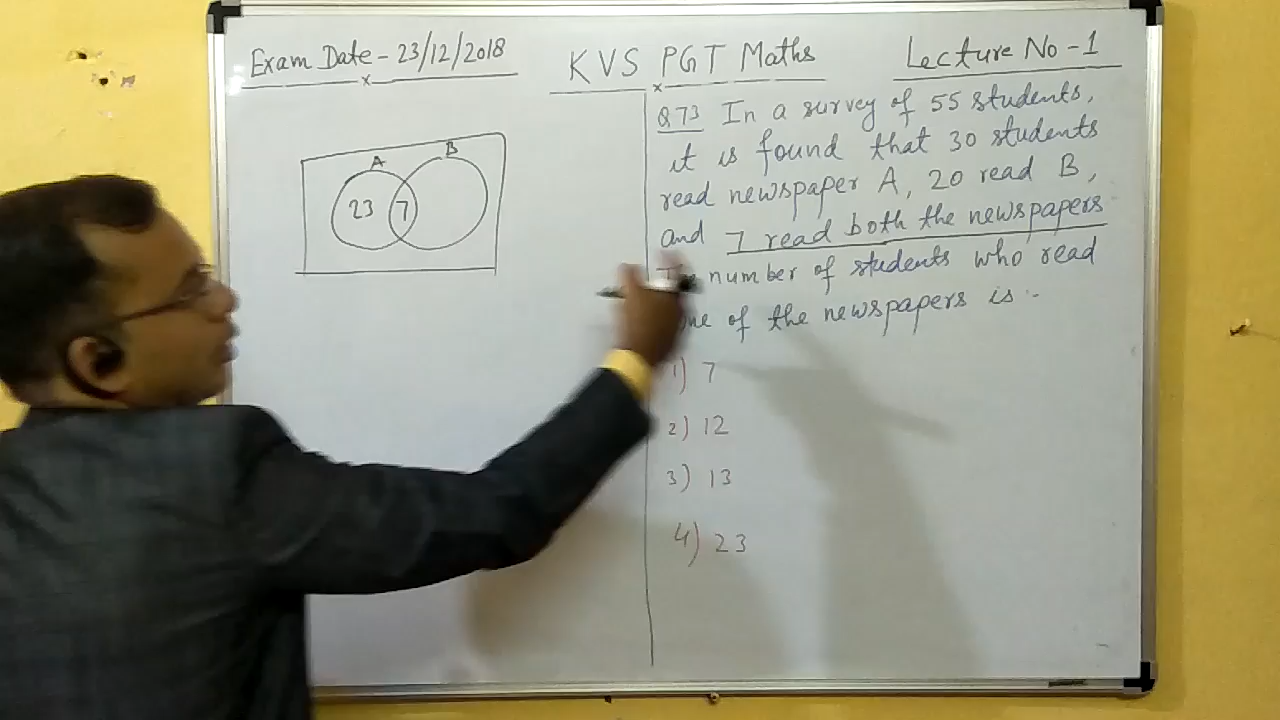 Exam Date - 23/12/2018
KVS PGT Maths
Lecture No - 1
A
B
23
7
Q73 In a survey of 55 students,
it is found that 30 students
read newspaper A, 20 read B,
and 7 read both the newspapers
number of students who read
of the newspapers is :-
1) 7
2) 12
3) 13
4) 23